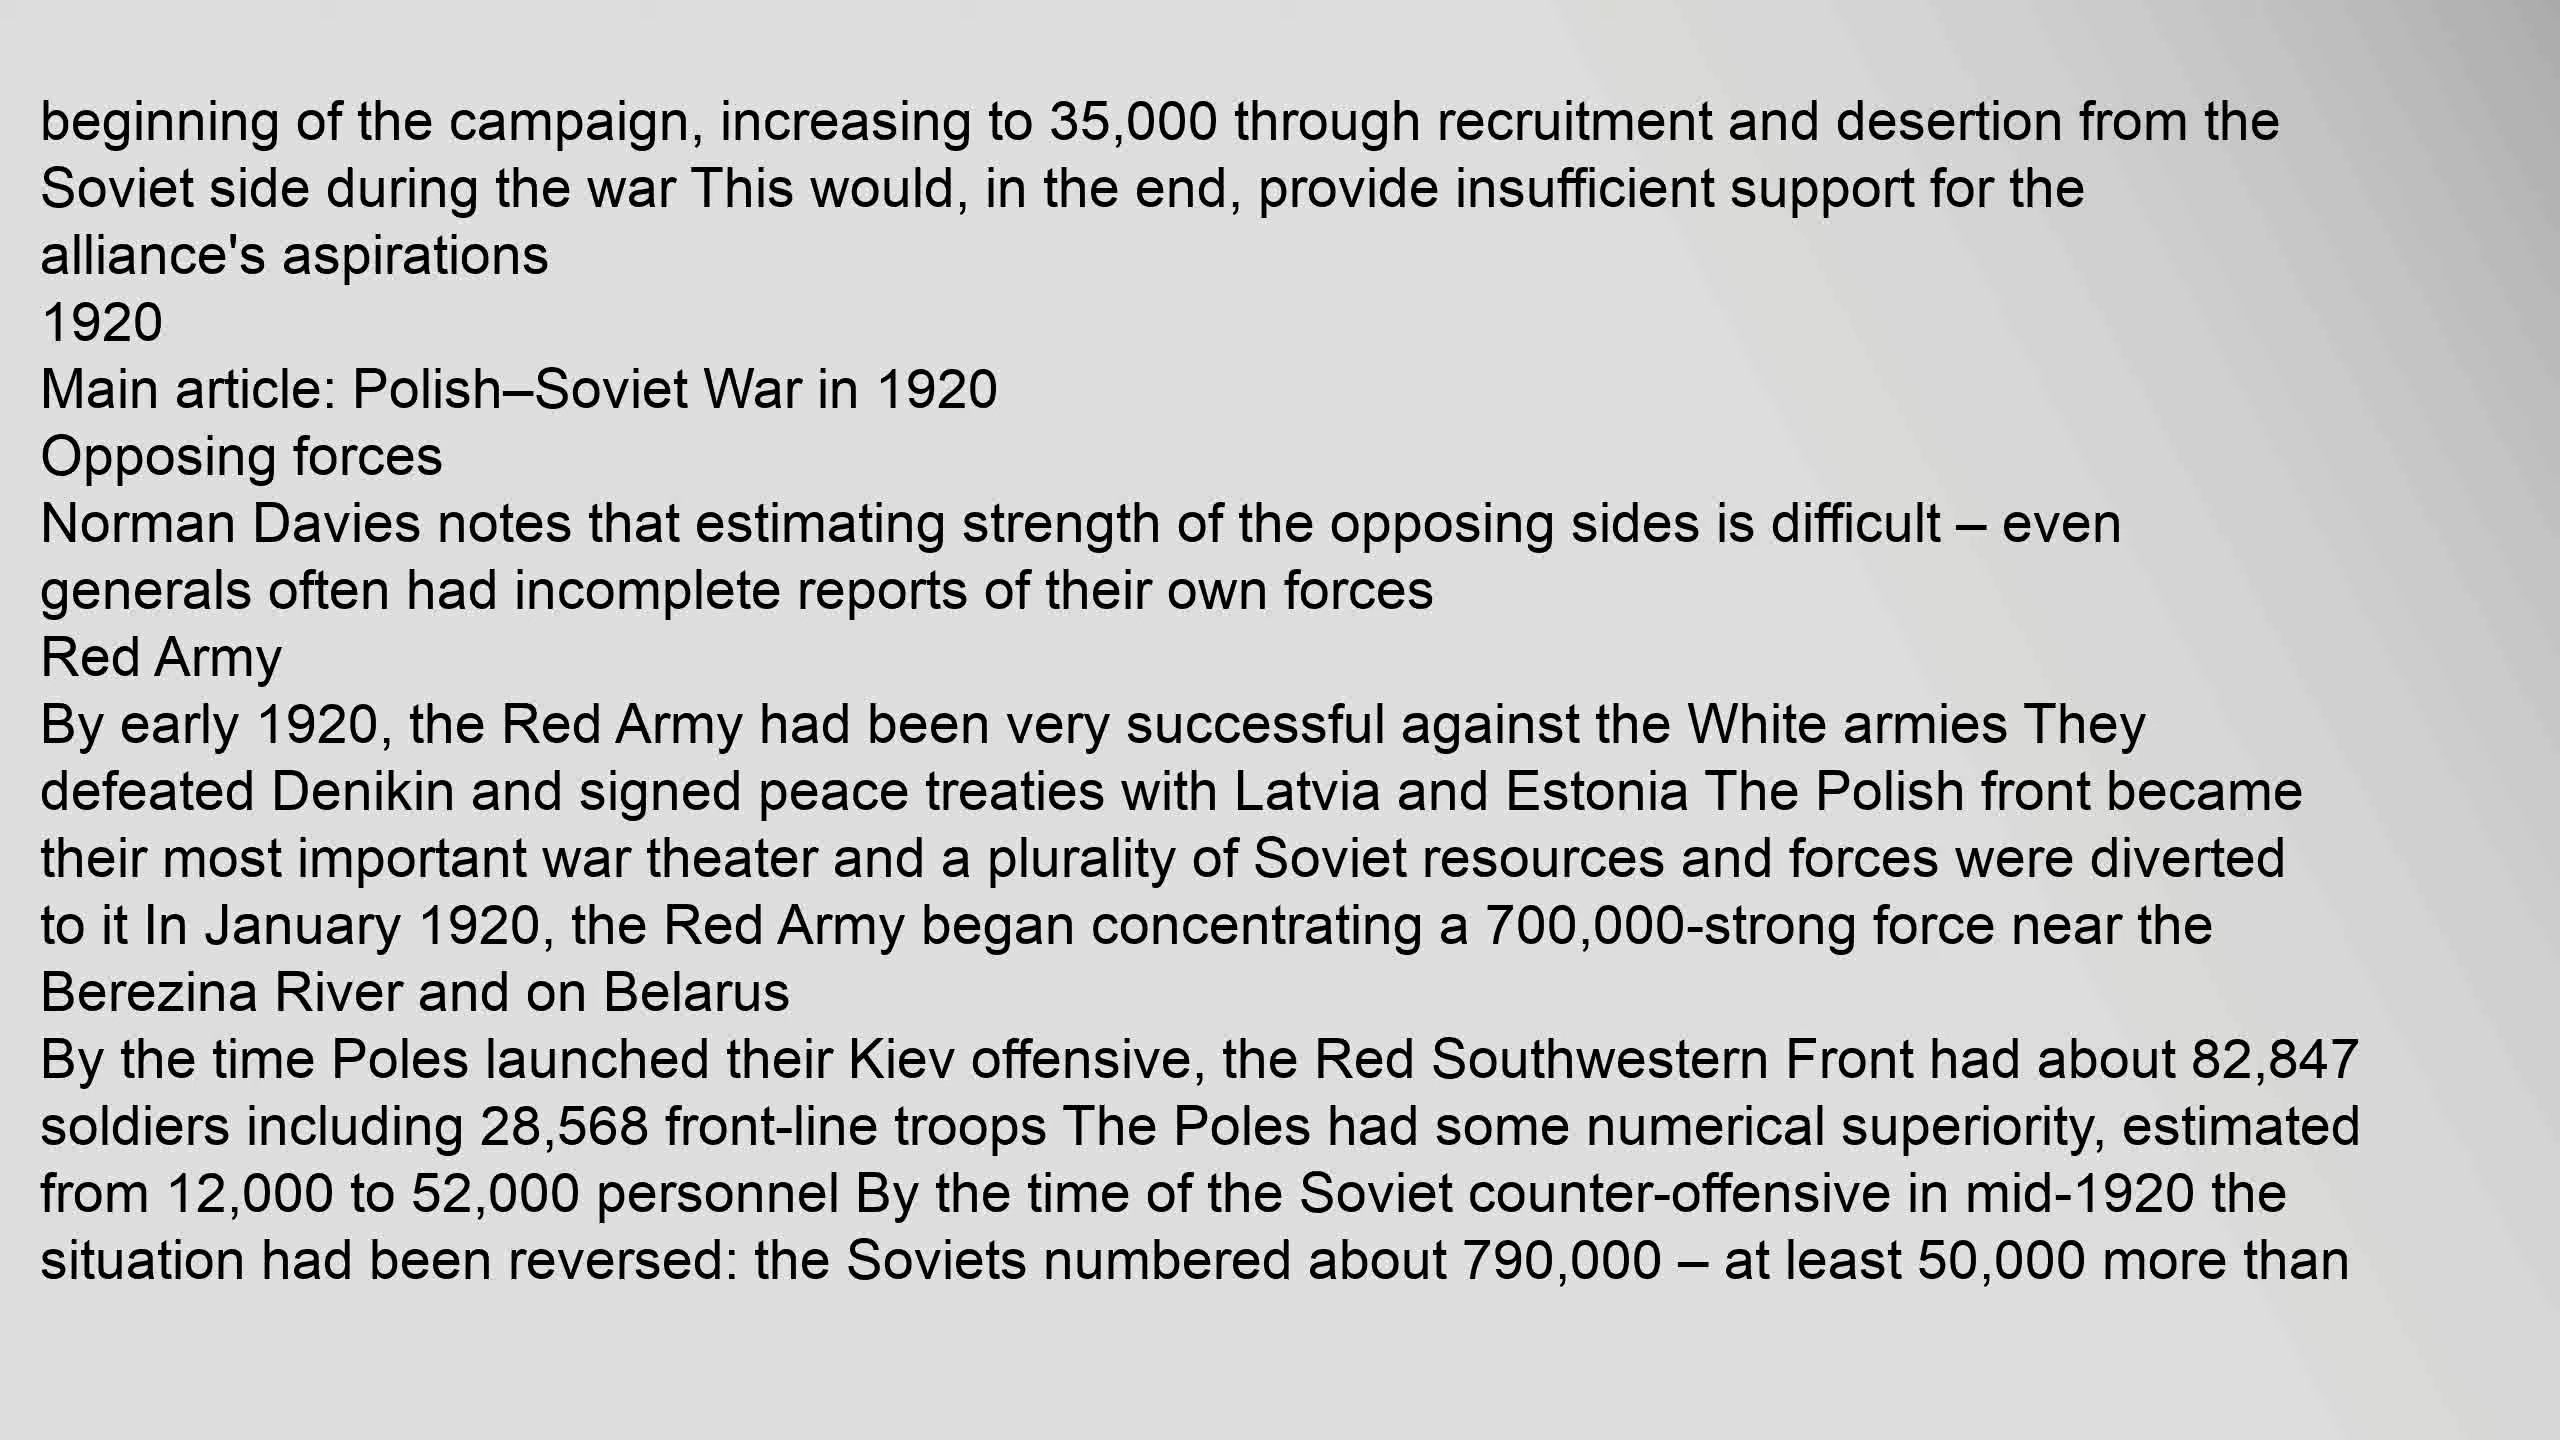 beginning of the campaign, increasing to 35,000 through recruitment and desertion from the
Soviet side during the war This would, in the end, provide insufficient support for the
alliance's aspirations
1920
Main article: Polish–Soviet War in 1920
Opposing forces
Norman Davies notes that estimating strength of the opposing sides is difficult – even
generals often had incomplete reports of their own forces
Red Army
By early 1920, the Red Army had been very successful against the White armies They
defeated Denikin and signed peace treaties with Latvia and Estonia The Polish front became
their most important war theater and a plurality of Soviet resources and forces were diverted
to it In January 1920, the Red Army began concentrating a 700,000-strong force near the
Berezina River and on Belarus
By the time Poles launched their Kiev offensive, the Red Southwestern Front had about 82,847
soldiers including 28,568 front-line troops The Poles had some numerical superiority, estimated
from 12,000 to 52,000 personnel By the time of the Soviet counter-offensive in mid-1920 the
situation had been reversed: the Soviets numbered about 790,000 – at least 50,000 more than